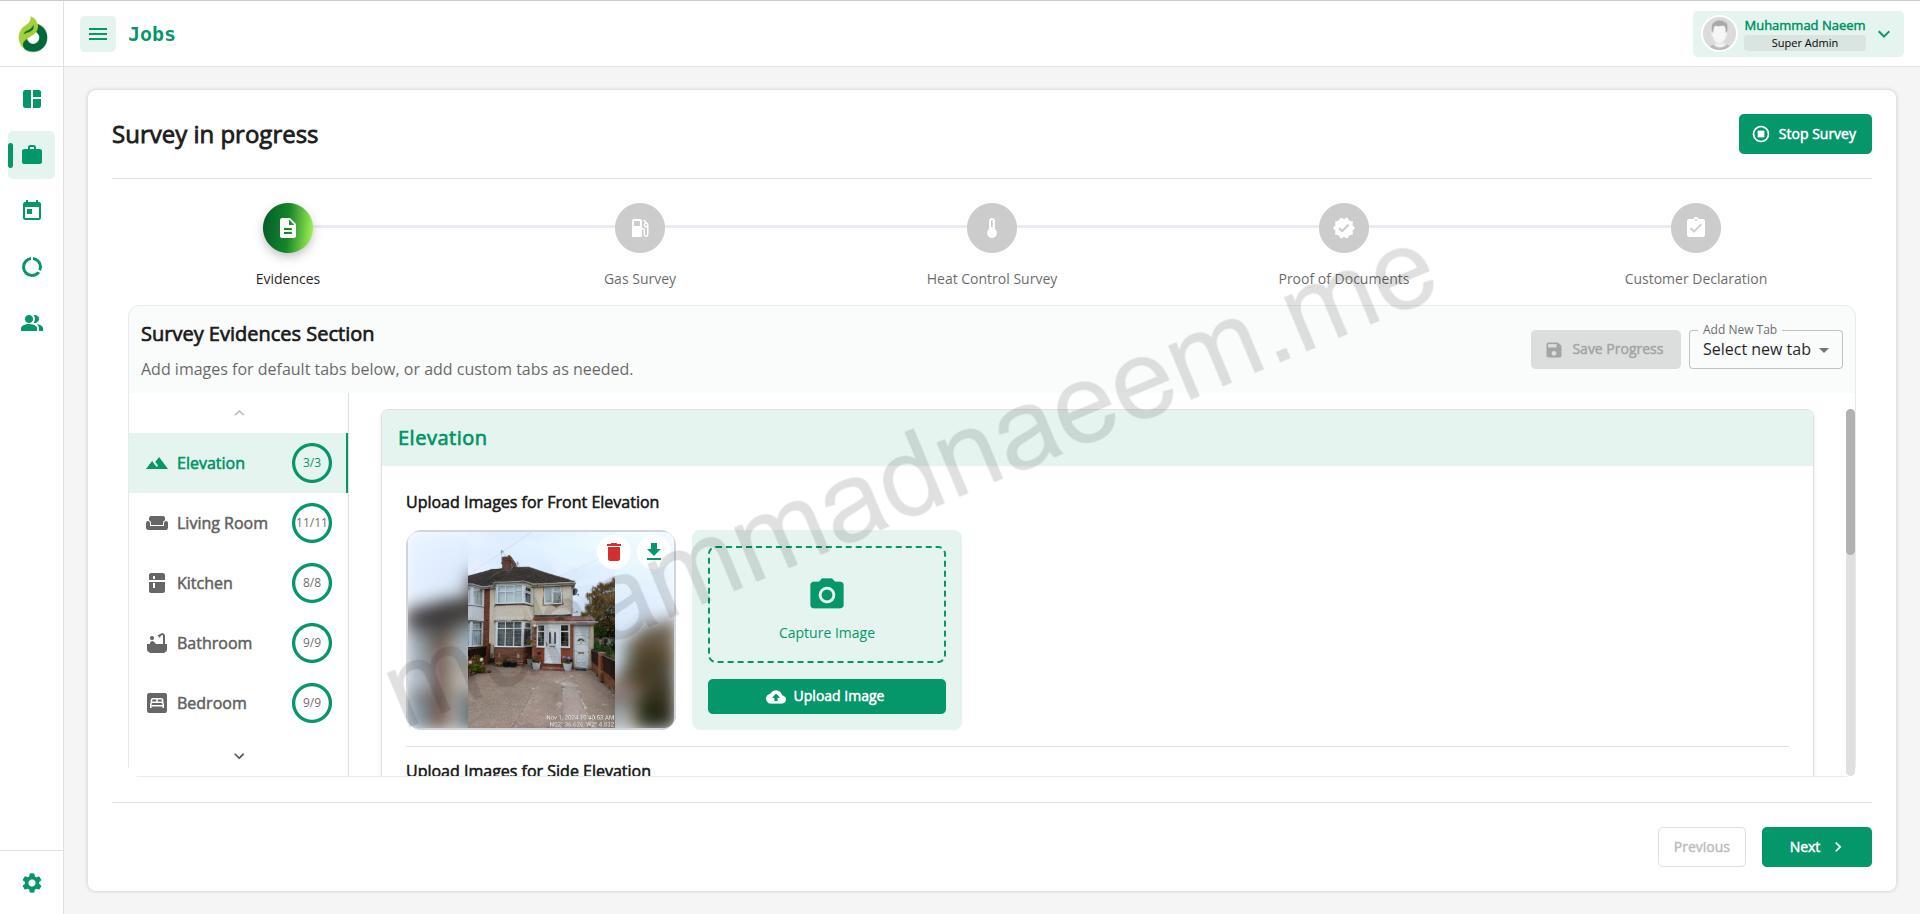 Jobs
Muhammad Naeem
Super Admin
Survey in progress
Stop Survey
Evidences
Gas Survey
Heat Control Survey
Proof of Documents
Customer Declaration
Survey Evidences Section
Add images for default tabs below, or add custom tabs as needed.
Save Progress
Add New Tab
Select new tab
Elevation 3/3
Living Room 11/11
Kitchen 8/8
Bathroom 9/9
Bedroom 9/9
Elevation
Upload Images for Front Elevation
Capture Image
Upload Image
Upload Images for Side Elevation
Previous
Next
muhammadnaeem.me